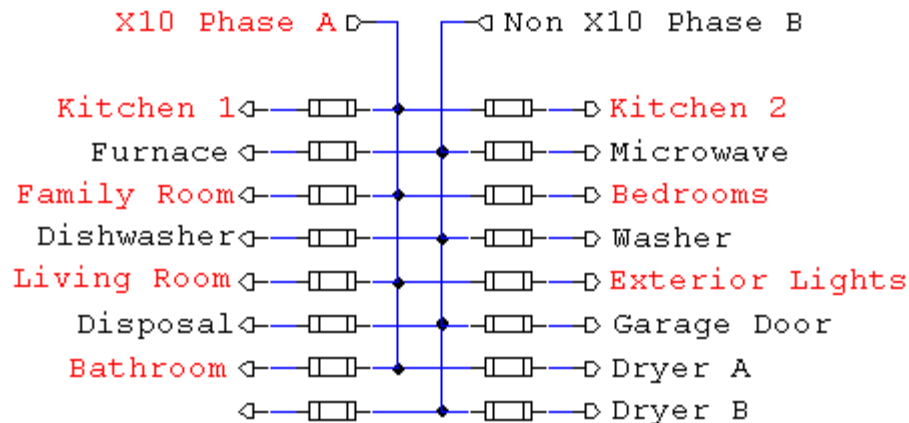 X10 Phase A Non X10 Phase B
Kitchen 1 Kitchen 2
Furnace Microwave
Family Room Bedrooms
Dishwasher Washer
Living Room Exterior Lights
Disposal Garage Door
Bathroom Dryer A
Dryer B